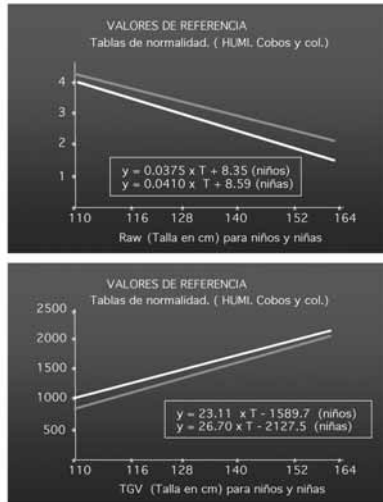 VALORES DE REFERENCIA
Tablas de normalidad. ( HUMI. Cobos y col.)
4
3
2
1
y = 0.0375 x T + 8.35 (niños)
y = 0.0410 x T + 8.59 (niñas)
110 116 128 140 152 164
Raw (Talla en cm) para niños y niñas
VALORES DE REFERENCIA
Tablas de normalidad. ( HUMI. Cobos y col.)
2500
2000
1500
1000
500
y = 23.11 x T - 1589.7 (niños)
y = 26.70 x T - 2127.5 (niñas)
110 116 128 140 152 164
TGV (Talla en cm) para niños y niñas